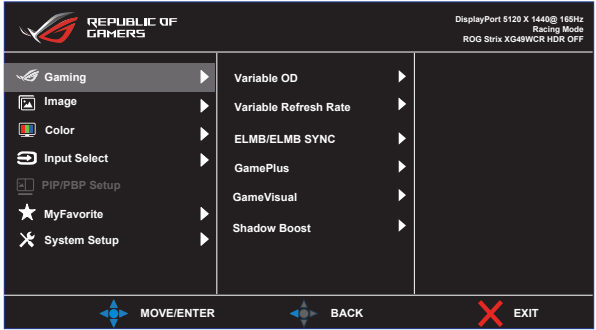 REPUBLIC OF
GAMERS
DisplayPort 5120 X 1440@ 165Hz
Racing Mode
ROG Strix XG49WCR HDR OFF
Gaming
Image
Color
Input Select
PIP/PBP Setup
MyFavorite
System Setup
Variable OD
Variable Refresh Rate
ELMB/ELMB SYNC
GamePlus
GameVisual
Shadow Boost
MOVE/ENTER
BACK
EXIT